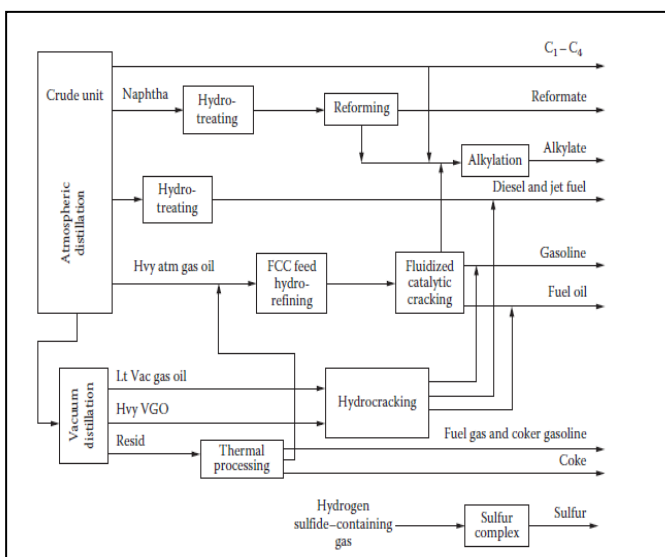 C₁ – C₄
Crude unit
Naphtha
Hydro-
treating
Reforming
Reformate
Alkylation
Alkylate
Hydro-
treating
Diesel and jet fuel
Atmospheric
distillation
Hvy atm gas oil
FCC feed
hydro-
refining
Fluidized
catalytic
cracking
Gasoline
Fuel oil
Vacuum
distillation
Lt Vac gas oil
Hvy VGO
Resid
Hydrocracking
Thermal
processing
Fuel gas and coker gasoline
Coke
Hydrogen
sulfide–containing
gas
Sulfur
complex
Sulfur